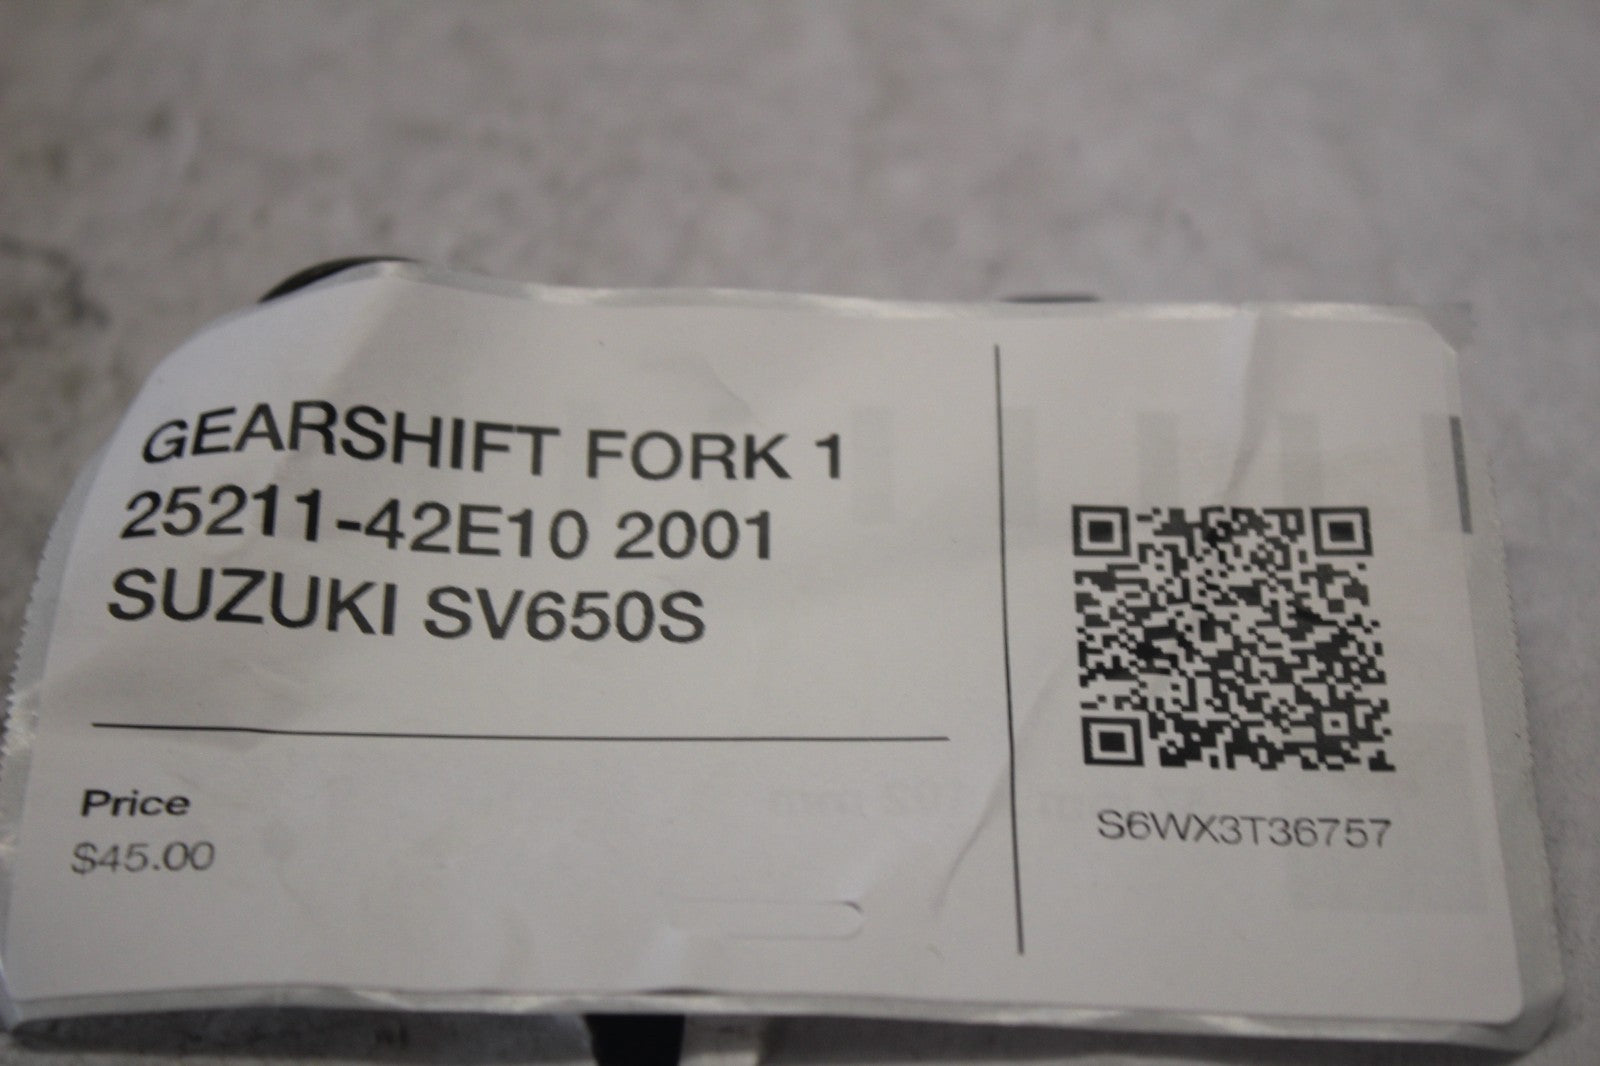 GEARSHIFT FORK 1
25211-42E10 2001
SUZUKI SV650S
Price
$45.00
S6WX3T36757